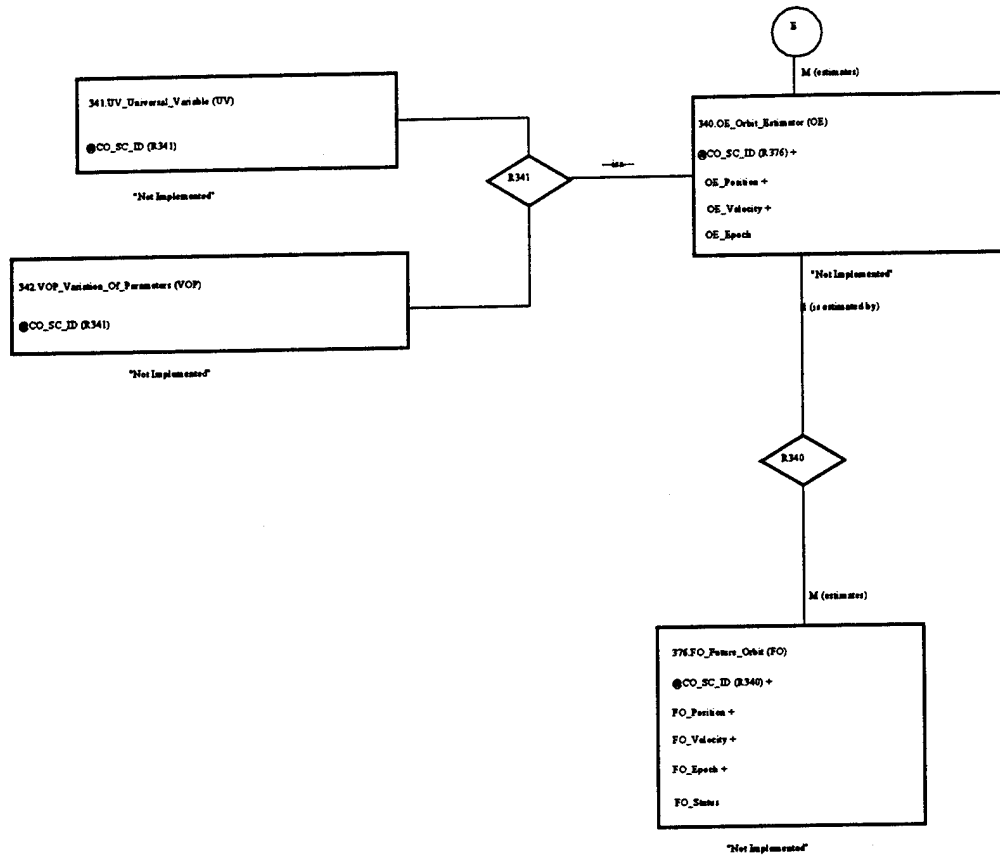 E
M (estimates)
341.UV_Universal_Variable (UV)
@CO_SC_ID (R341)
"Not Implemented"
R341
isa
340.OE_Orbit_Estimator (OE)
@CO_SC_ID (R376) +
OE_Position +
OE_Velocity +
OE_Epoch
"Not Implemented"
(is estimated by)
342.VOP_Variation_Of_Parameters (VOP)
@CO_SC_ID (R341)
"Not Implemented"
R340
M (estimates)
376.FO_Future_Orbit (FO)
@CO_SC_ID (R340) +
FO_Position +
FO_Velocity +
FO_Epoch +
FO_Status
"Not Implemented"